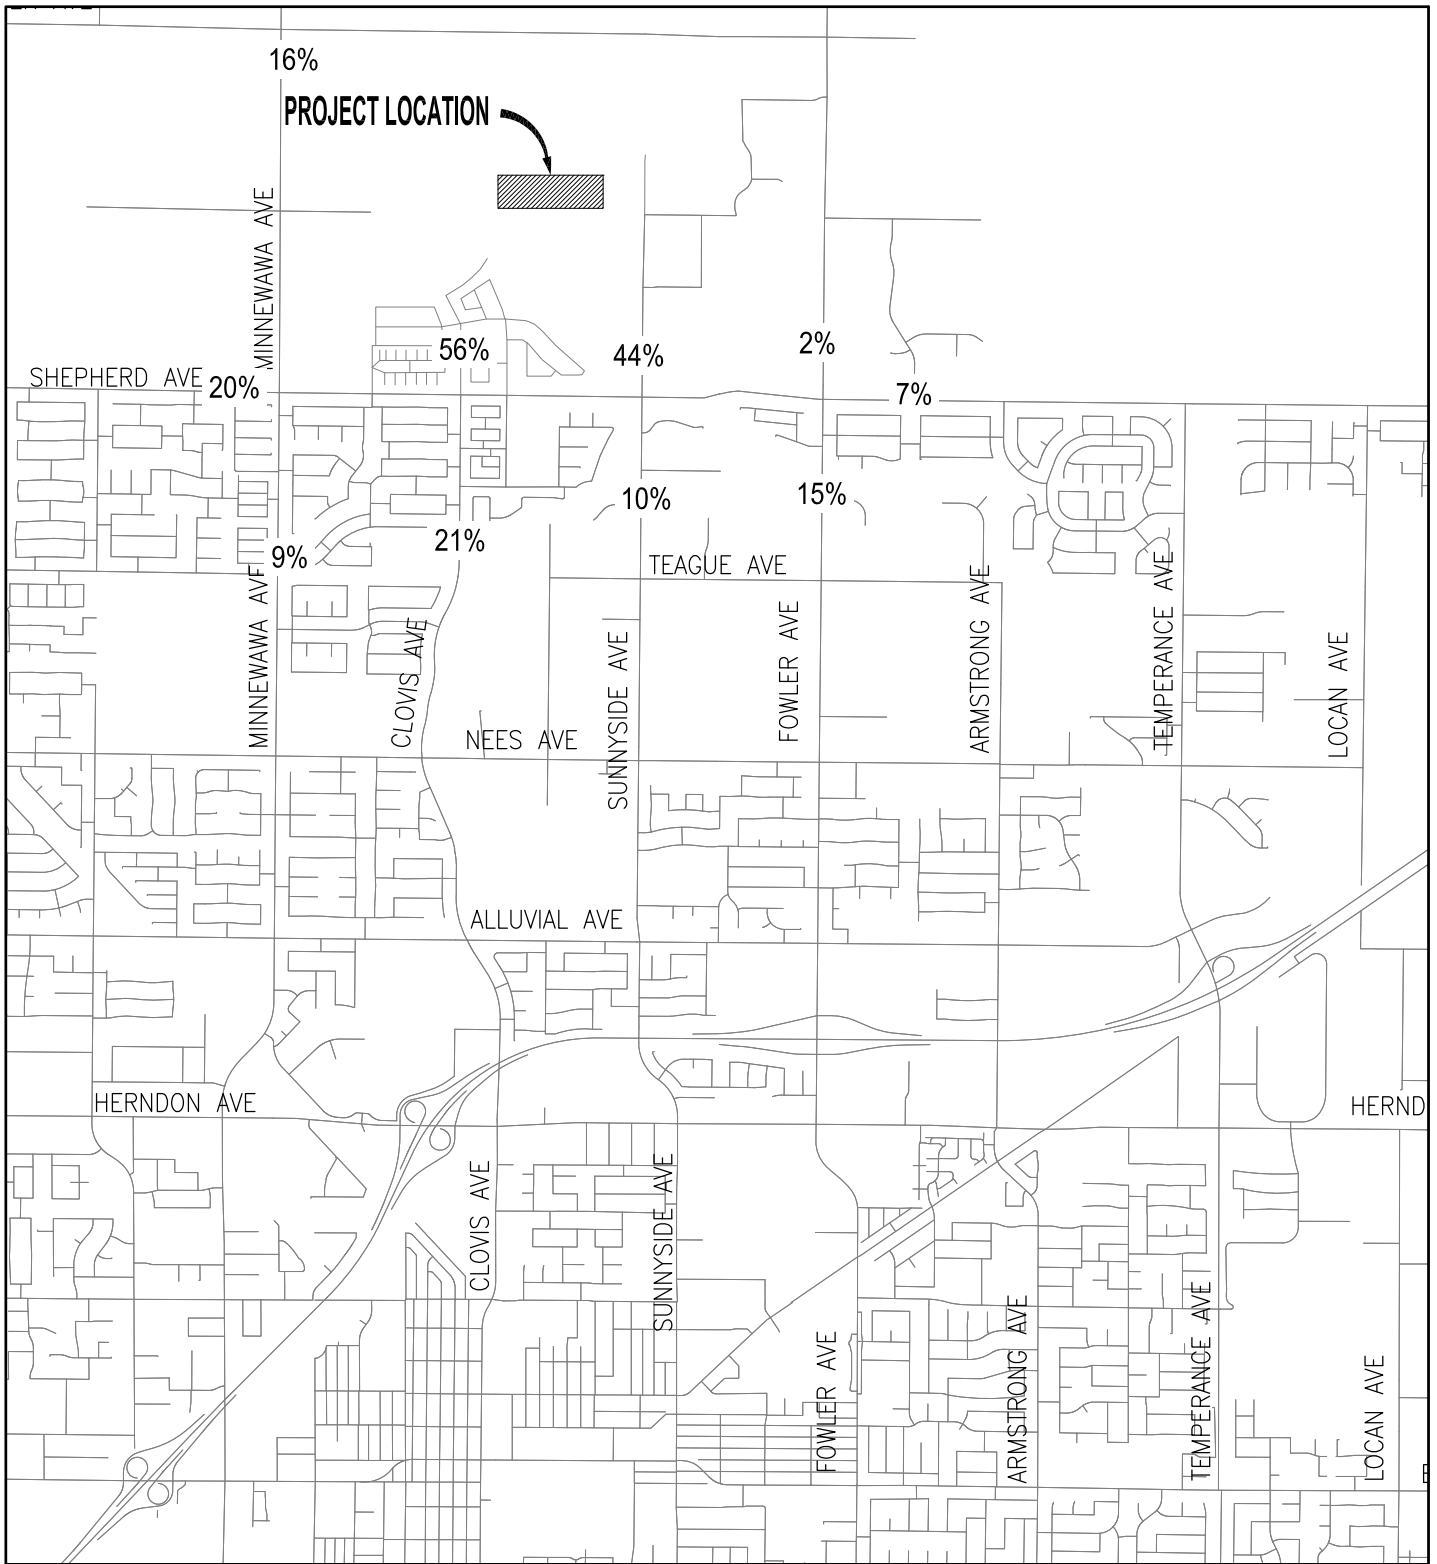 16%
PROJECT LOCATION
MINNEWAWA AVE
56%
44%
2%
SHEPHERD AVE
20%
7%
10%
15%
9%
21%
TEAGUE AVE
MINNEWAWA AVE
CLOVIS AVE
SUNNYSIDE AVE
FOWLER AVE
ARMSTRONG AVE
TEMPERANCE AVE
LOCAN AVE
NEES AVE
ALLUVIAL AVE
HERNDON AVE
HERND
CLOVIS AVE
SUNNYSIDE AVE
FOWLER AVE
ARMSTRONG AVE
TEMPERANCE AVE
LOCAN AVE